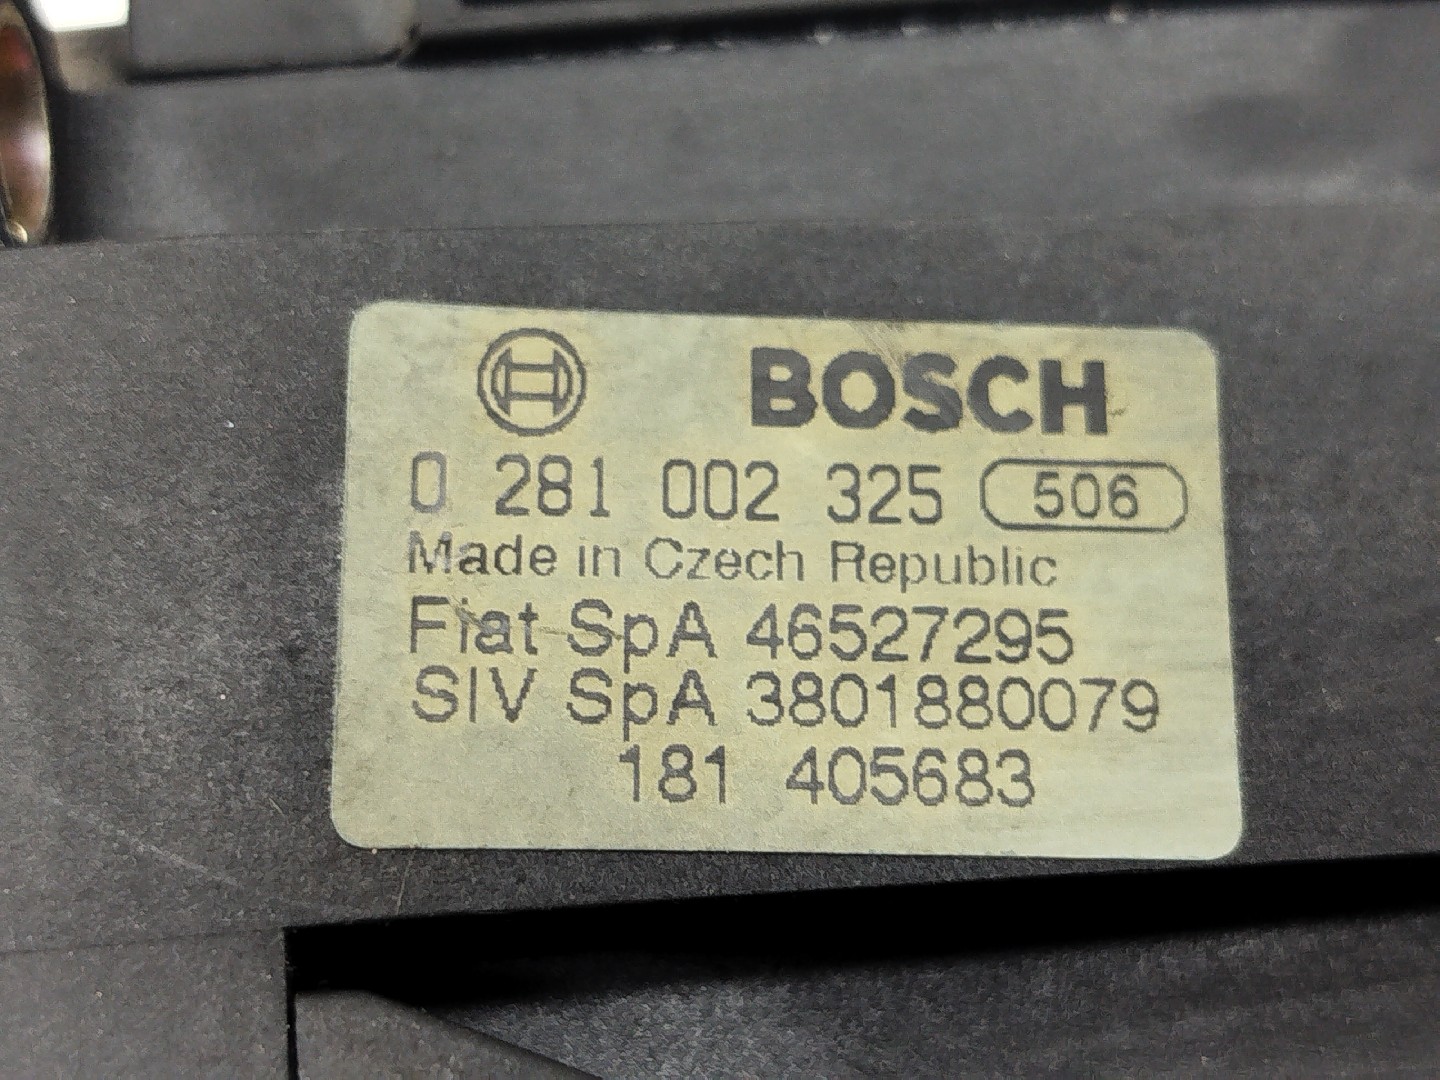 BOSCH
0 281 002 325 506
Made in Czech Republic
Fiat SpA 46527295
SIV SpA 3801880079
181 405683